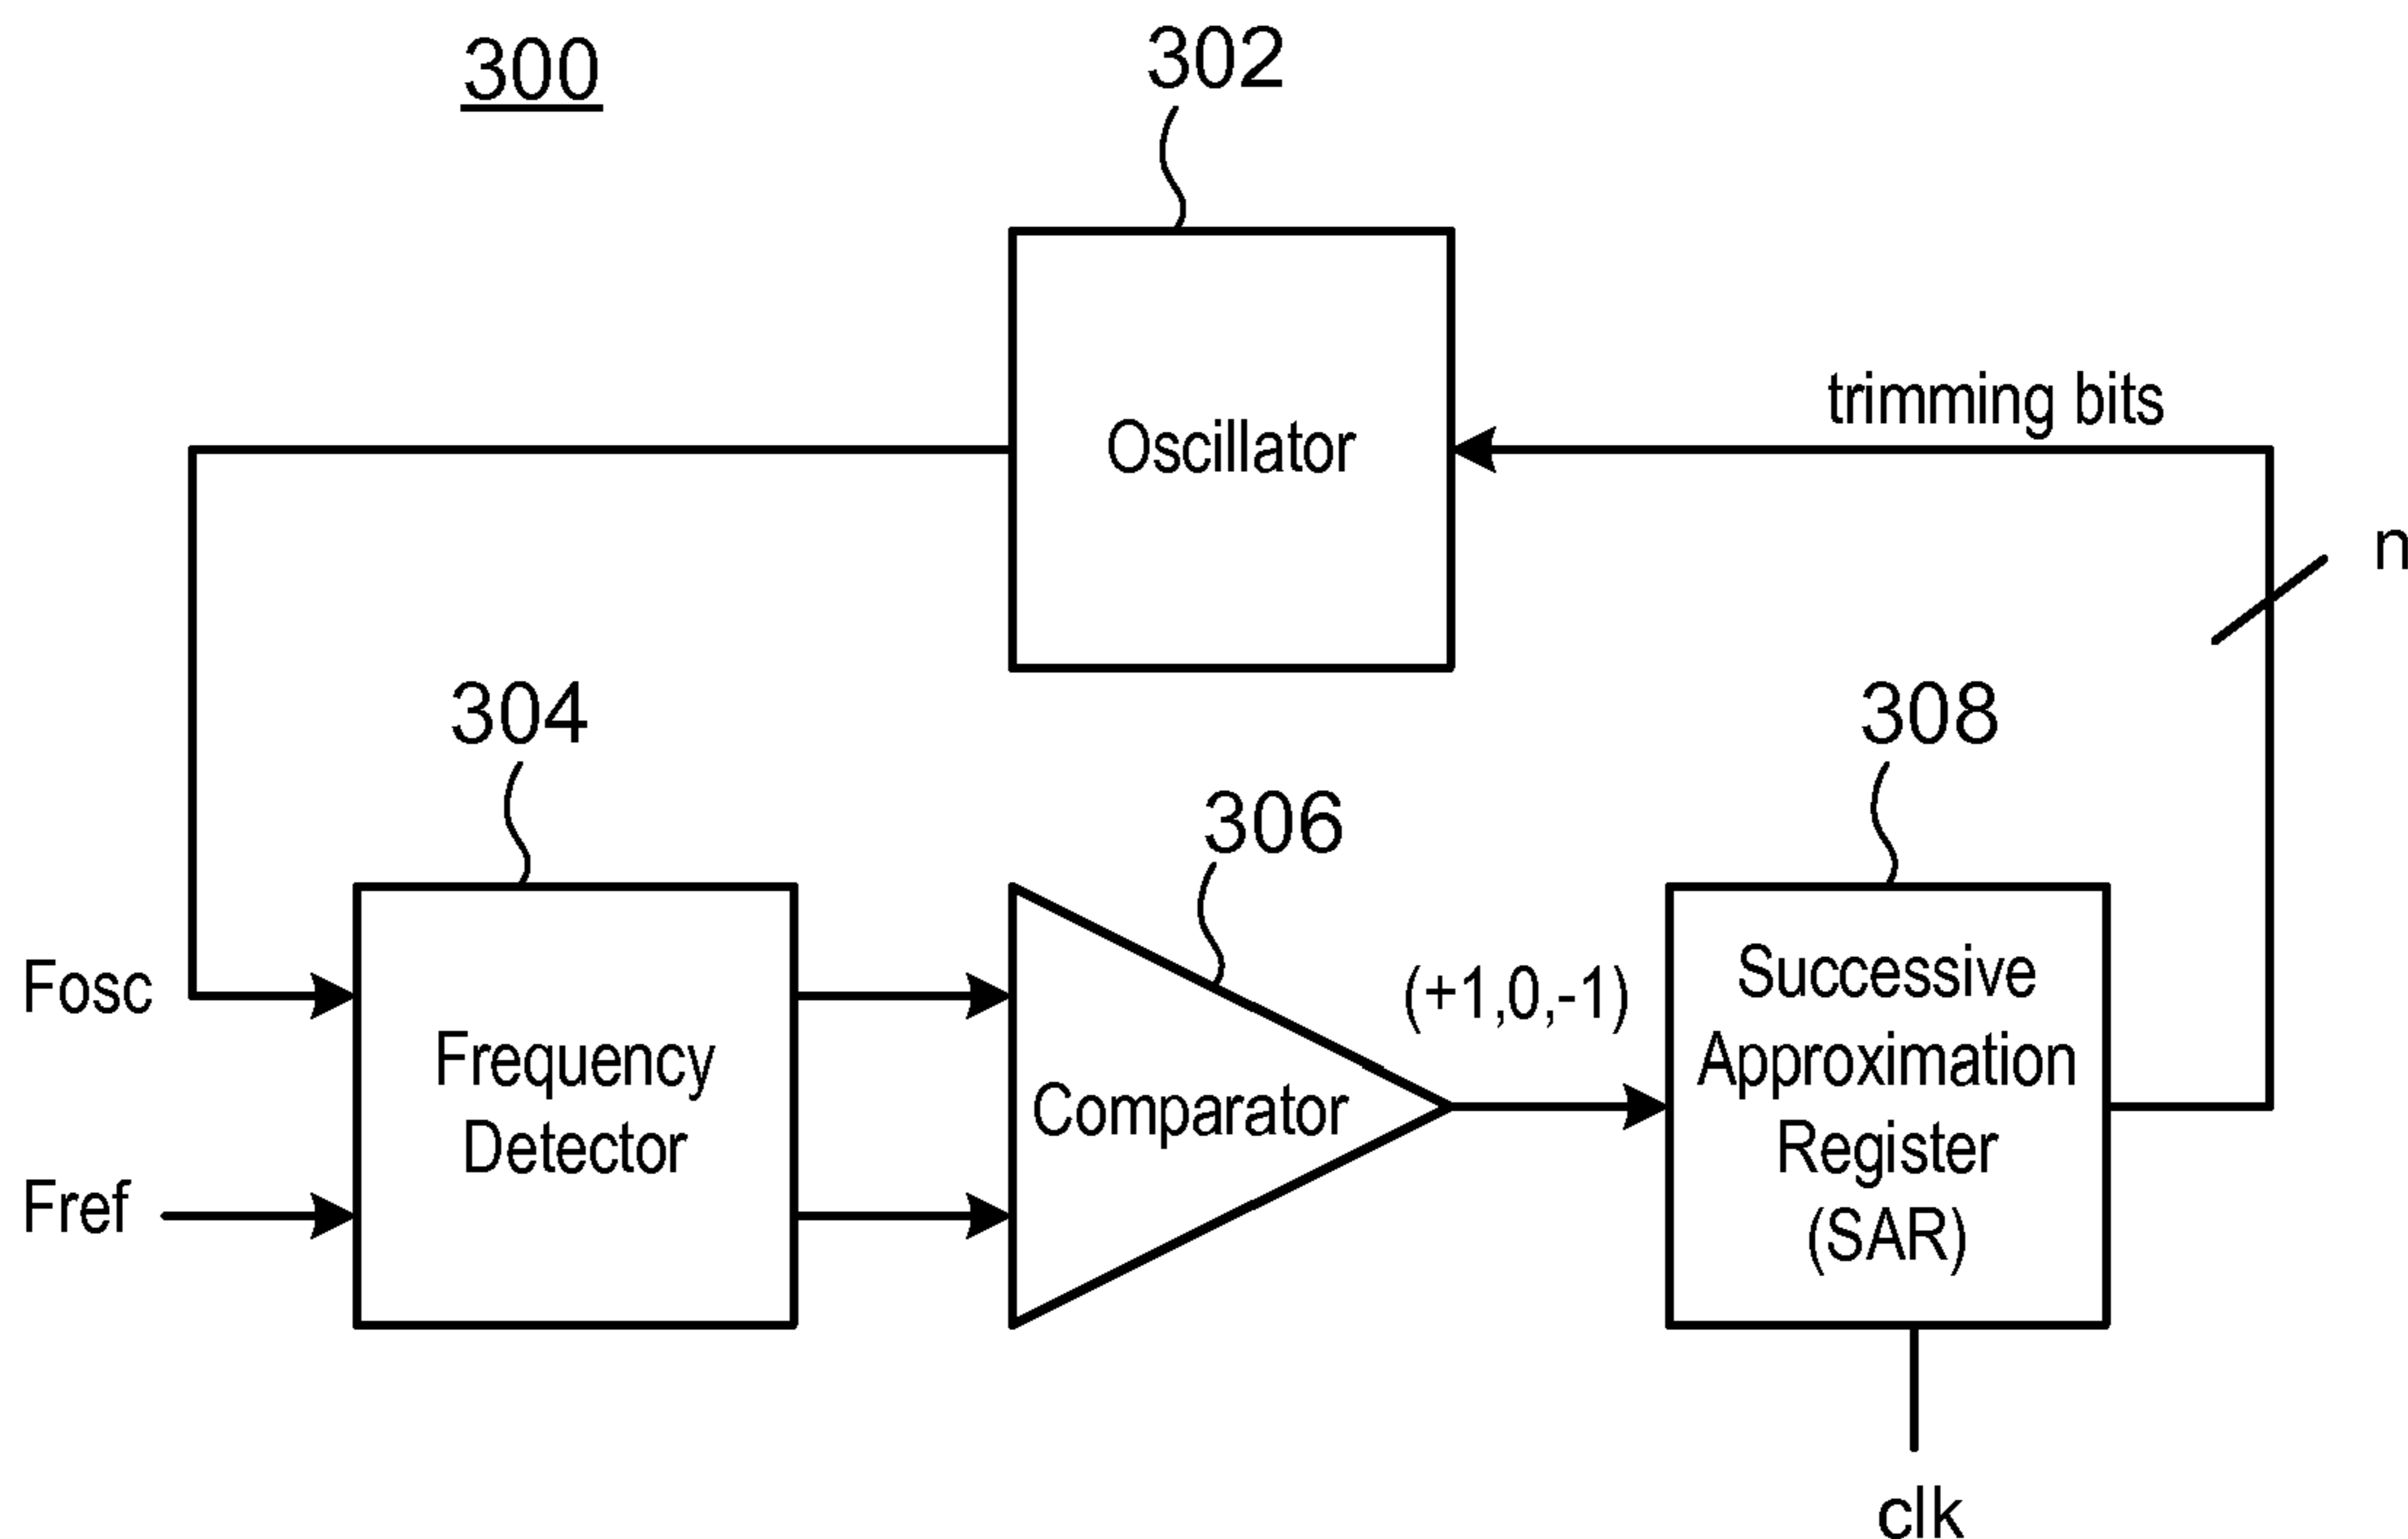 300
302
Oscillator
trimming bits
n
304
306
308
Fosc
Fref
Frequency
Detector
Comparator
(+1,0,-1)
Successive
Approximation
Register
(SAR)
clk